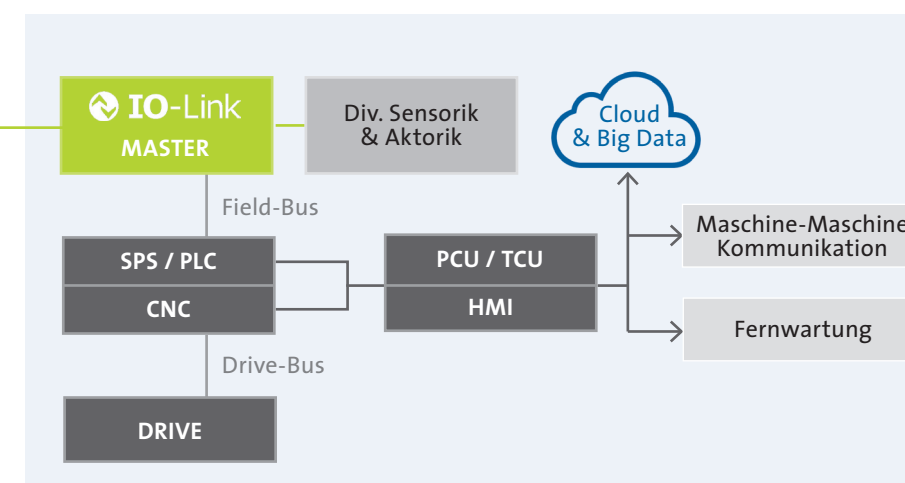 IO-Link
MASTER
Div. Sensorik
& Aktorik
Cloud
& Big Data
Field-Bus
Maschine-Maschine
Kommunikation
SPS / PLC
CNC
PCU / TCU
HMI
Fernwartung
Drive-Bus
DRIVE